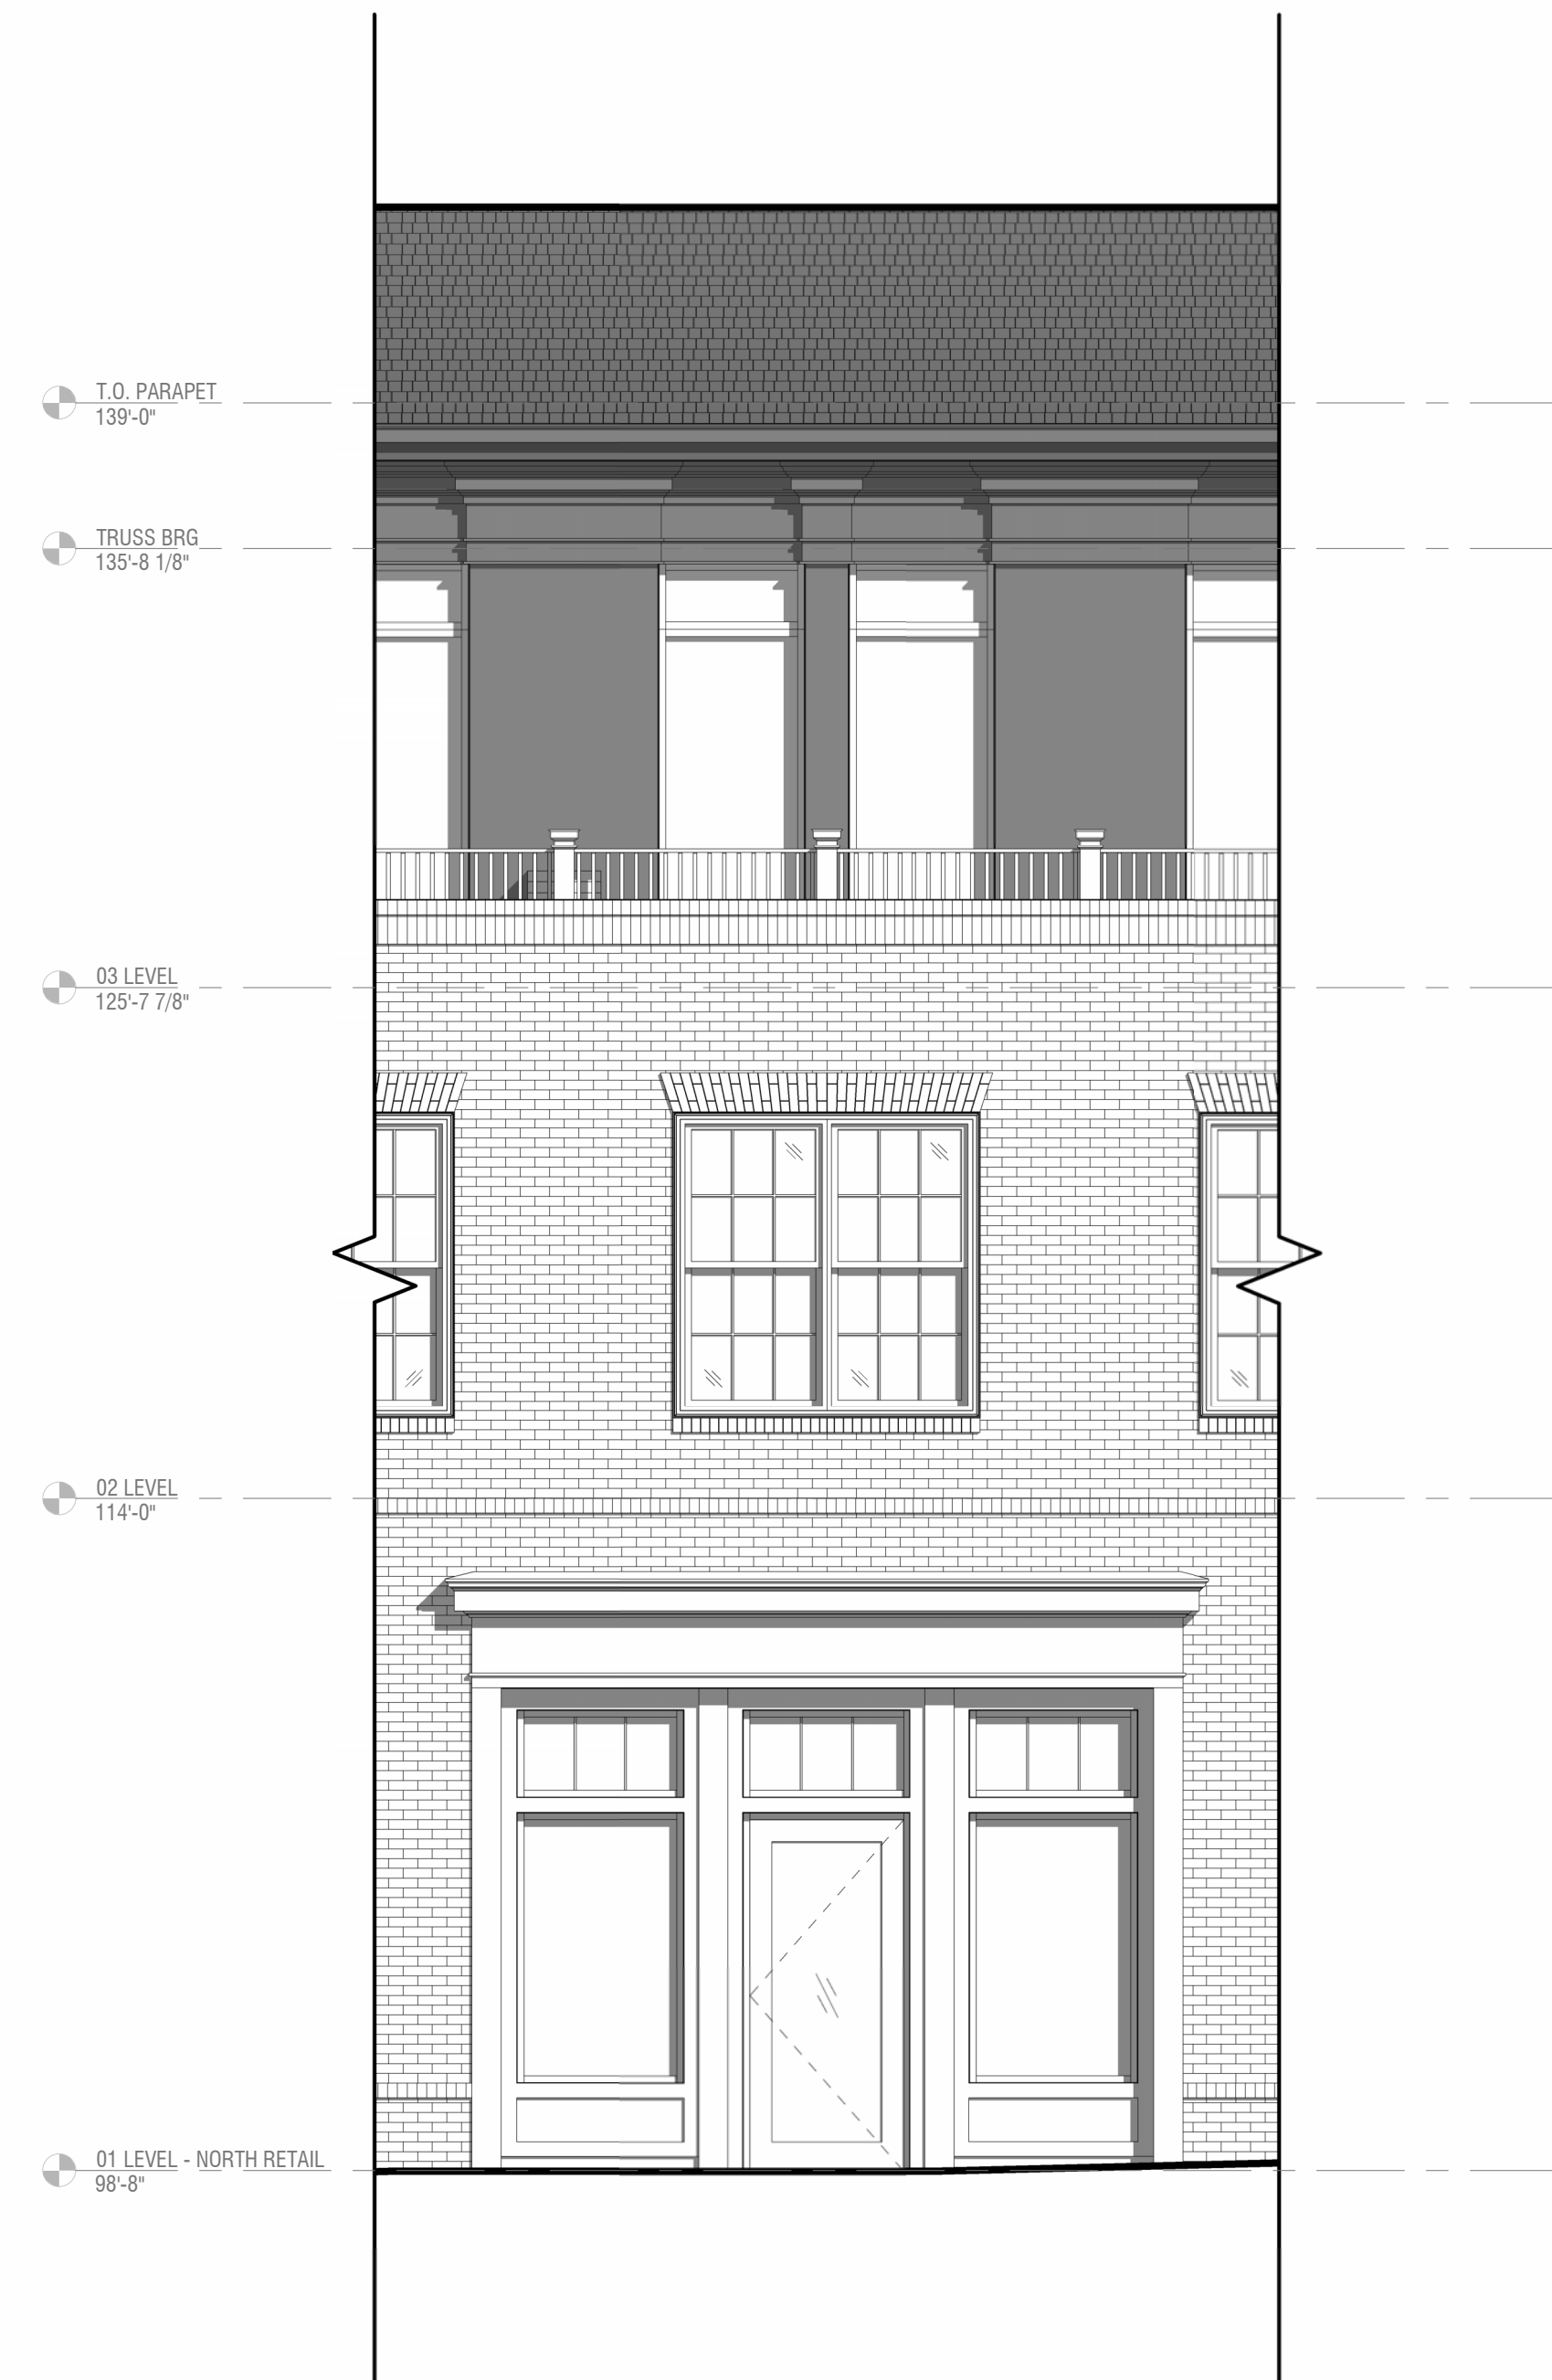 T.O. PARAPET
139'-0"
TRUSS BRG
135'-8 1/8"
03 LEVEL
125'-7 7/8"
02 LEVEL
114'-0"
01 LEVEL - NORTH RETAIL
98'-8"